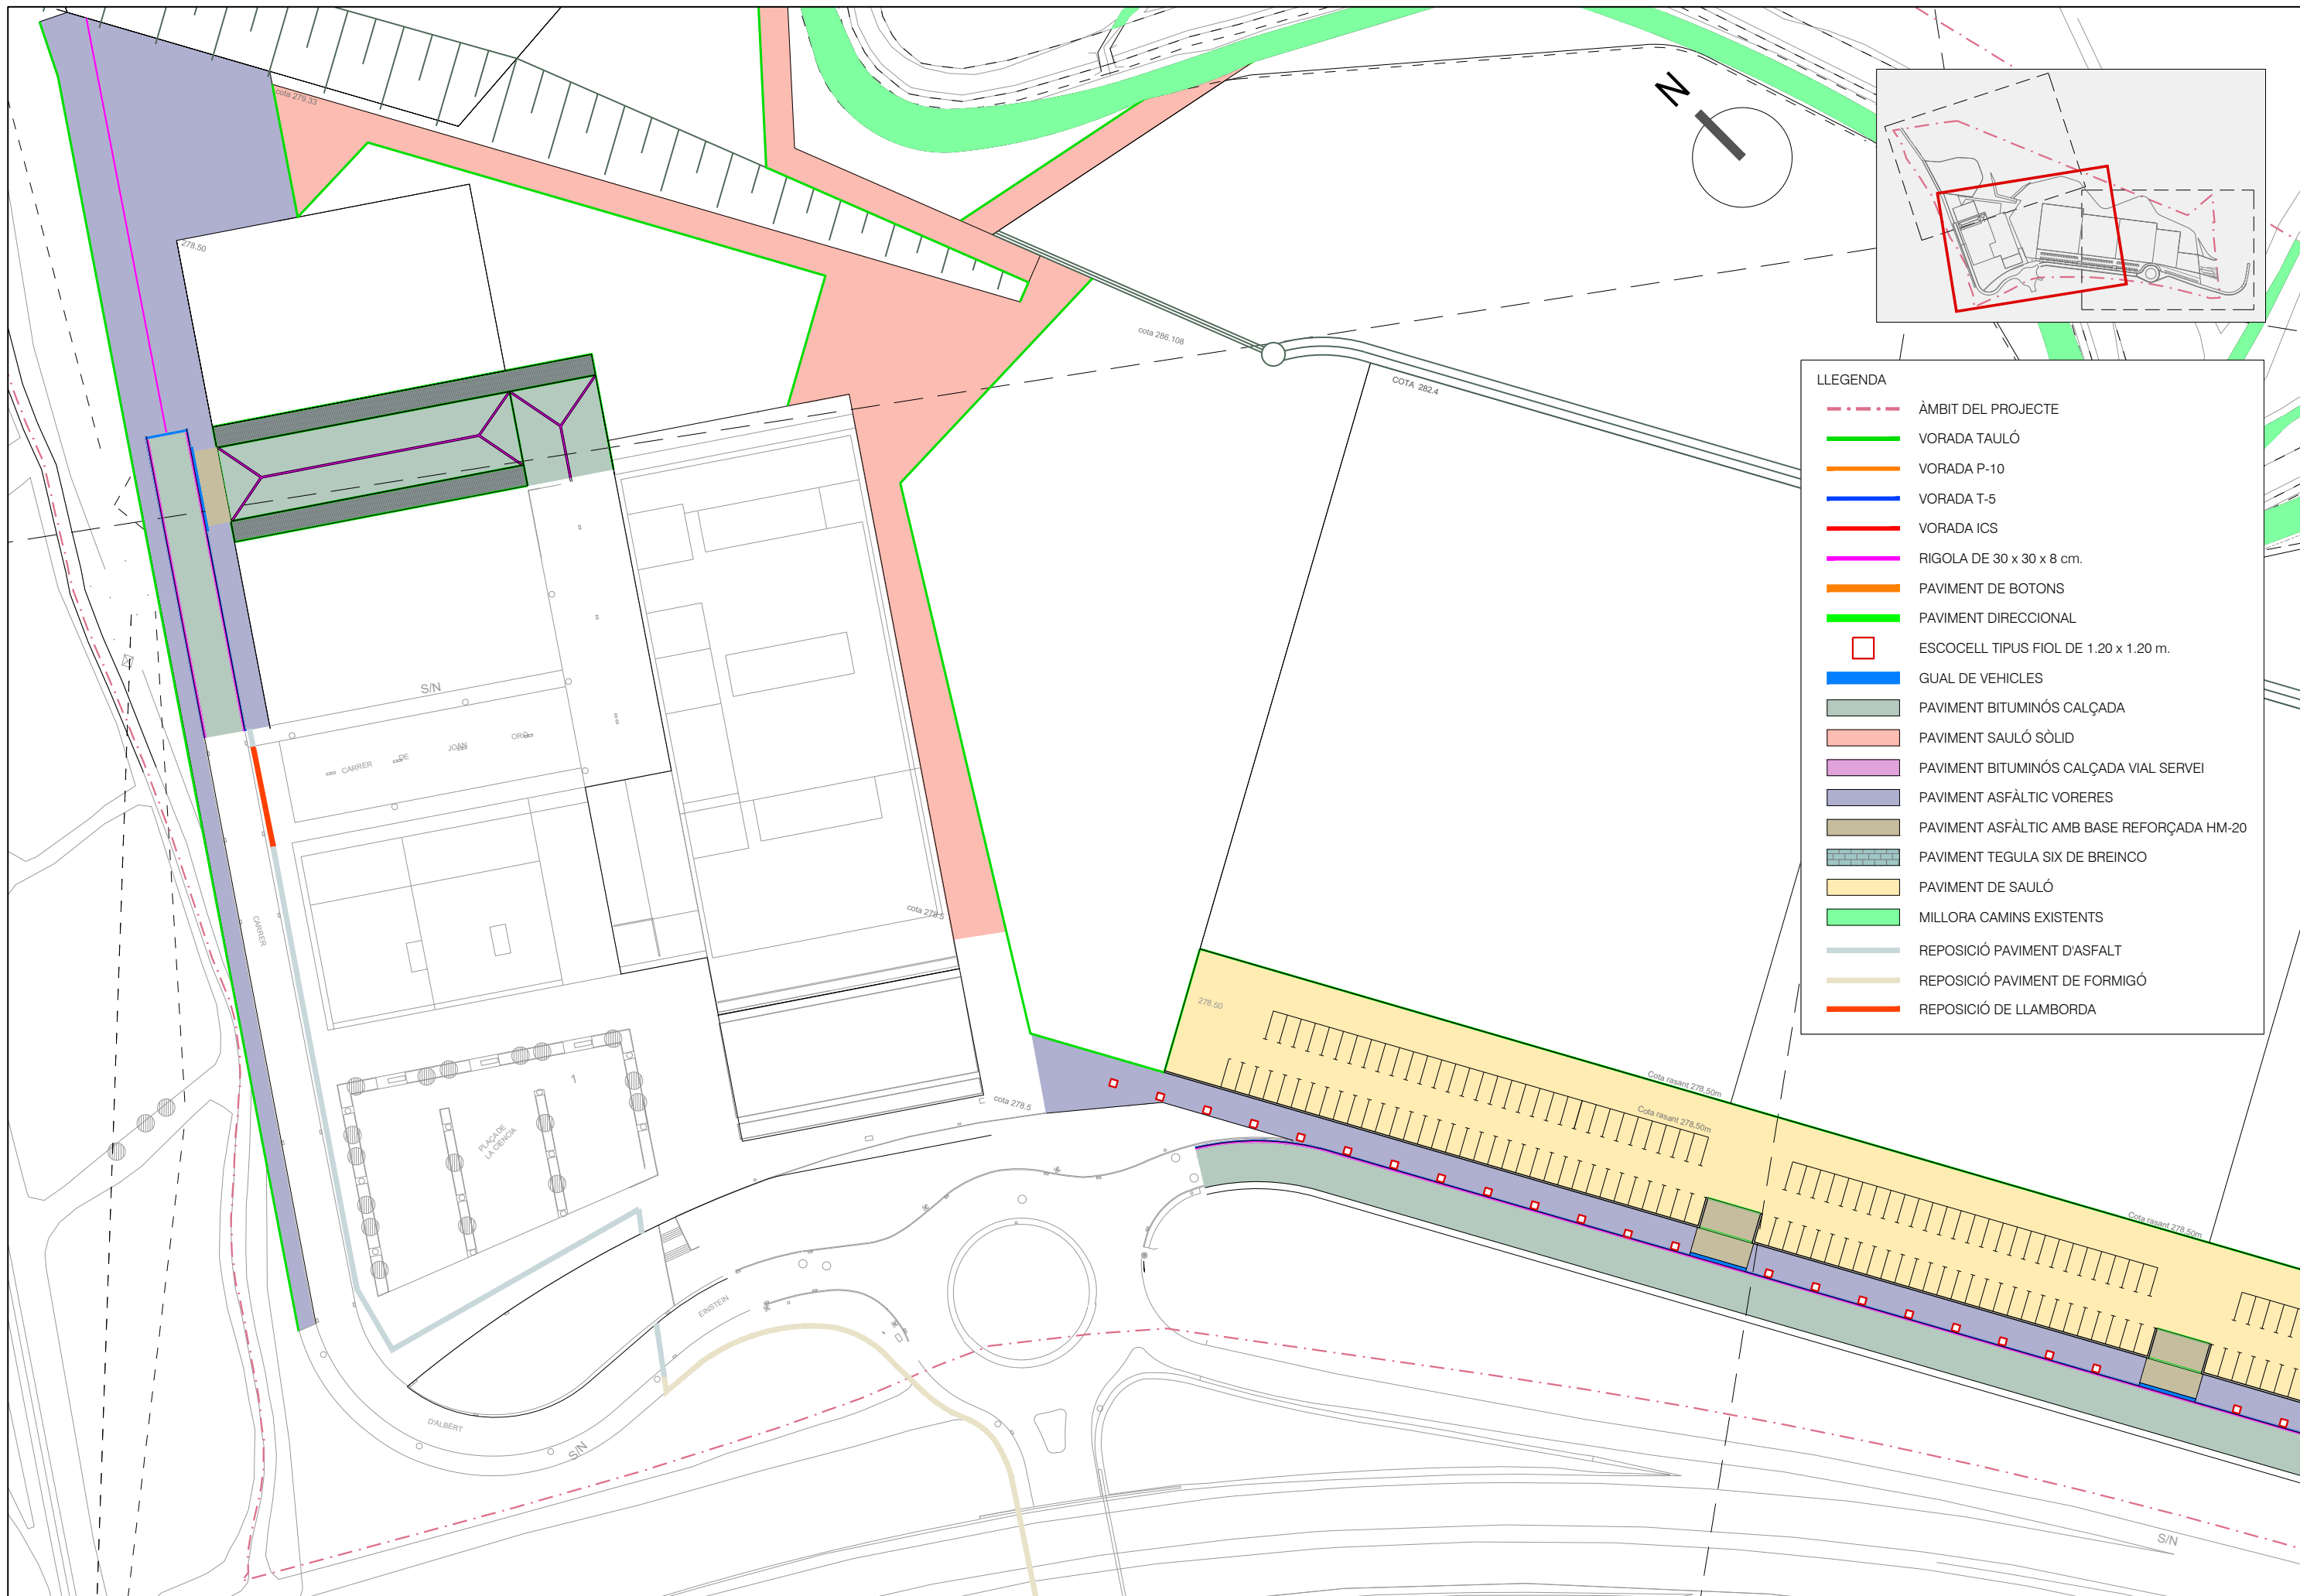 cota 279.33
N
278.50
cota 286.108
COTA 282.4
LLEGENDA
ÀMBIT DEL PROJECTE
VORADA TAULÓ
VORADA P-10
VORADA T-5
VORADA ICS
RIGOLA DE 30 x 30 x 8 cm.
PAVIMENT DE BOTONS
PAVIMENT DIRECCIONAL
ESCOCELL TIPUS FIOL DE 1.20 x 1.20 m.
GUAL DE VEHICLES
PAVIMENT BITUMINÓS CALÇADA
PAVIMENT SAULÓ SÒLID
PAVIMENT BITUMINÓS CALÇADA VIAL SERVEI
PAVIMENT ASFÀLTIC VORERES
PAVIMENT ASFÀLTIC AMB BASE REFORÇADA HM-20
PAVIMENT TEGULA SIX DE BREINCO
PAVIMENT DE SAULÓ
MILLORA CAMINS EXISTENTS
REPOSICIÓ PAVIMENT D'ASFALT
REPOSICIÓ PAVIMENT DE FORMIGÓ
REPOSICIÓ DE LLAMBORDA
S/N
CARRER DE JOAN ORÓ
CARRER
cota 278.5
278.50
Cota rasant 278.50m
Cota rasant 278.50m
Cota rasant 278.50m
1
PLAÇA DE
LA CIÈNCIA
cota 278.5
EINSTEIN
D'ALBERT
S/N
S/N